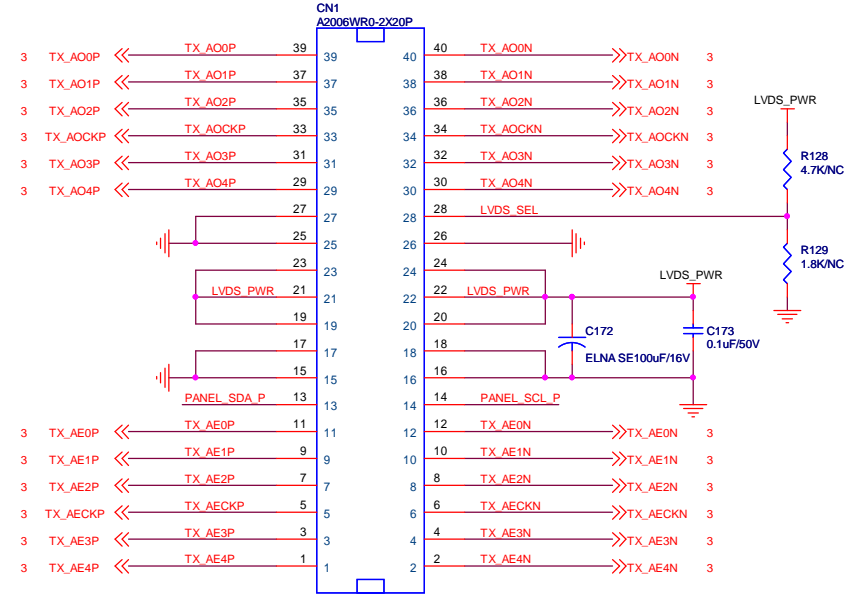 CN1
A2006WR0-2X20P
3 TX_AO0P TX_AO0P 39 39 40 40 TX_AO0N TX_AO0N 3
3 TX_AO1P TX_AO1P 37 37 38 38 TX_AO1N TX_AO1N 3
3 TX_AO2P TX_AO2P 35 35 36 36 TX_AO2N TX_AO2N 3
LVDS_PWR
3 TX_AOCKP TX_AOCKP 33 33 34 34 TX_AOCKN TX_AOCKN 3
3 TX_AO3P TX_AO3P 31 31 32 32 TX_AO3N TX_AO3N 3
R128
4.7K/NC
3 TX_AO4P TX_AO4P 29 29 30 30 TX_AO4N TX_AO4N 3
27 27 28 28 LVDS_SEL
25 25 26 26
R129
1.8K/NC
23 23 24 24
LVDS_PWR
LVDS_PWR 21 21 22 22 LVDS_PWR
19 19 20 20
C172
ELNA SE100uF/16V
C173
0.1uF/50V
17 17 18 18
15 15 16 16
PANEL_SDA_P 13 13 14 14 PANEL_SCL_P
3 TX_AE0P TX_AE0P 11 11 12 12 TX_AE0N TX_AE0N 3
3 TX_AE1P TX_AE1P 9 9 10 10 TX_AE1N TX_AE1N 3
3 TX_AE2P TX_AE2P 7 7 8 8 TX_AE2N TX_AE2N 3
3 TX_AECKP TX_AECKP 5 5 6 6 TX_AECKN TX_AECKN 3
3 TX_AE3P TX_AE3P 3 3 4 4 TX_AE3N TX_AE3N 3
3 TX_AE4P TX_AE4P 1 1 2 2 TX_AE4N TX_AE4N 3